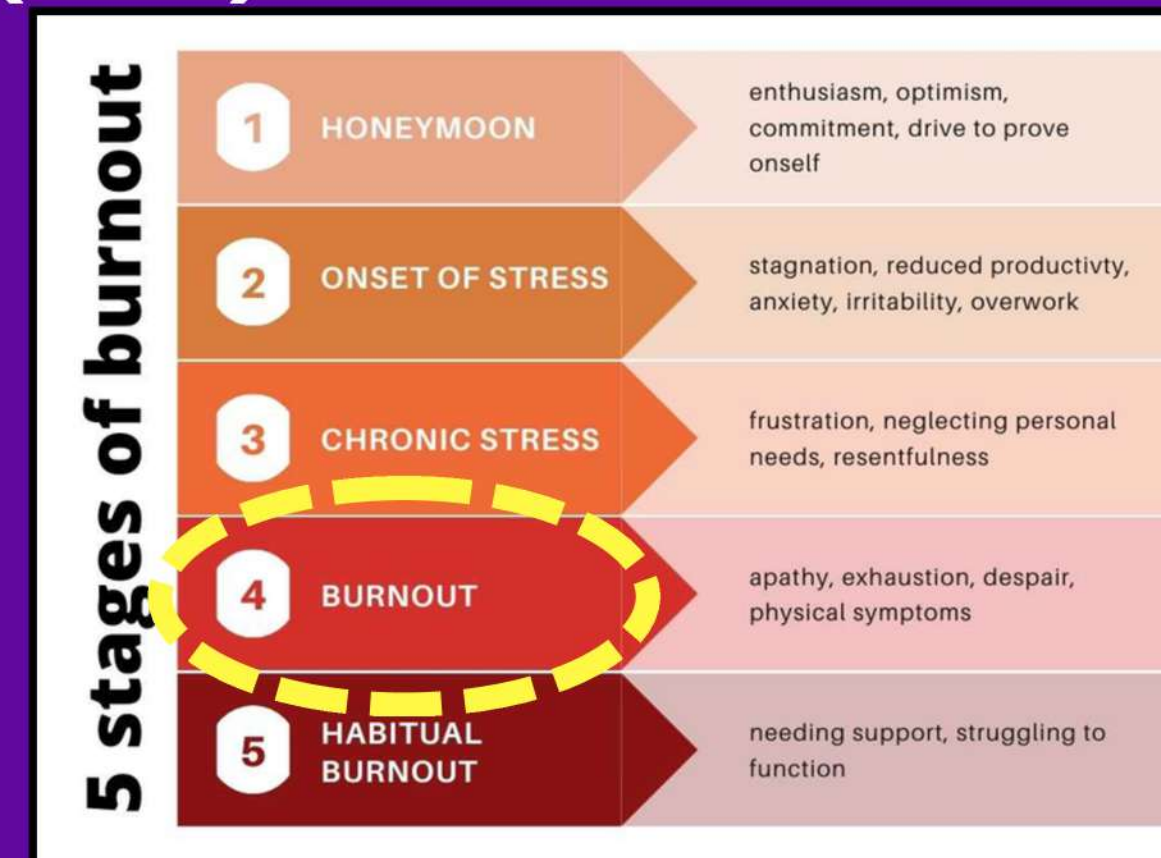 5 stages of burnout
1
HONEYMOON
enthusiasm, optimism,
commitment, drive to prove
onself
2
ONSET OF STRESS
stagnation, reduced productivty,
anxiety, irritability, overwork
3
CHRONIC STRESS
frustration, neglecting personal
needs, resentfulness
4
BURNOUT
apathy, exhaustion, despair,
physical symptoms
5
HABITUAL
BURNOUT
needing support, struggling to
function